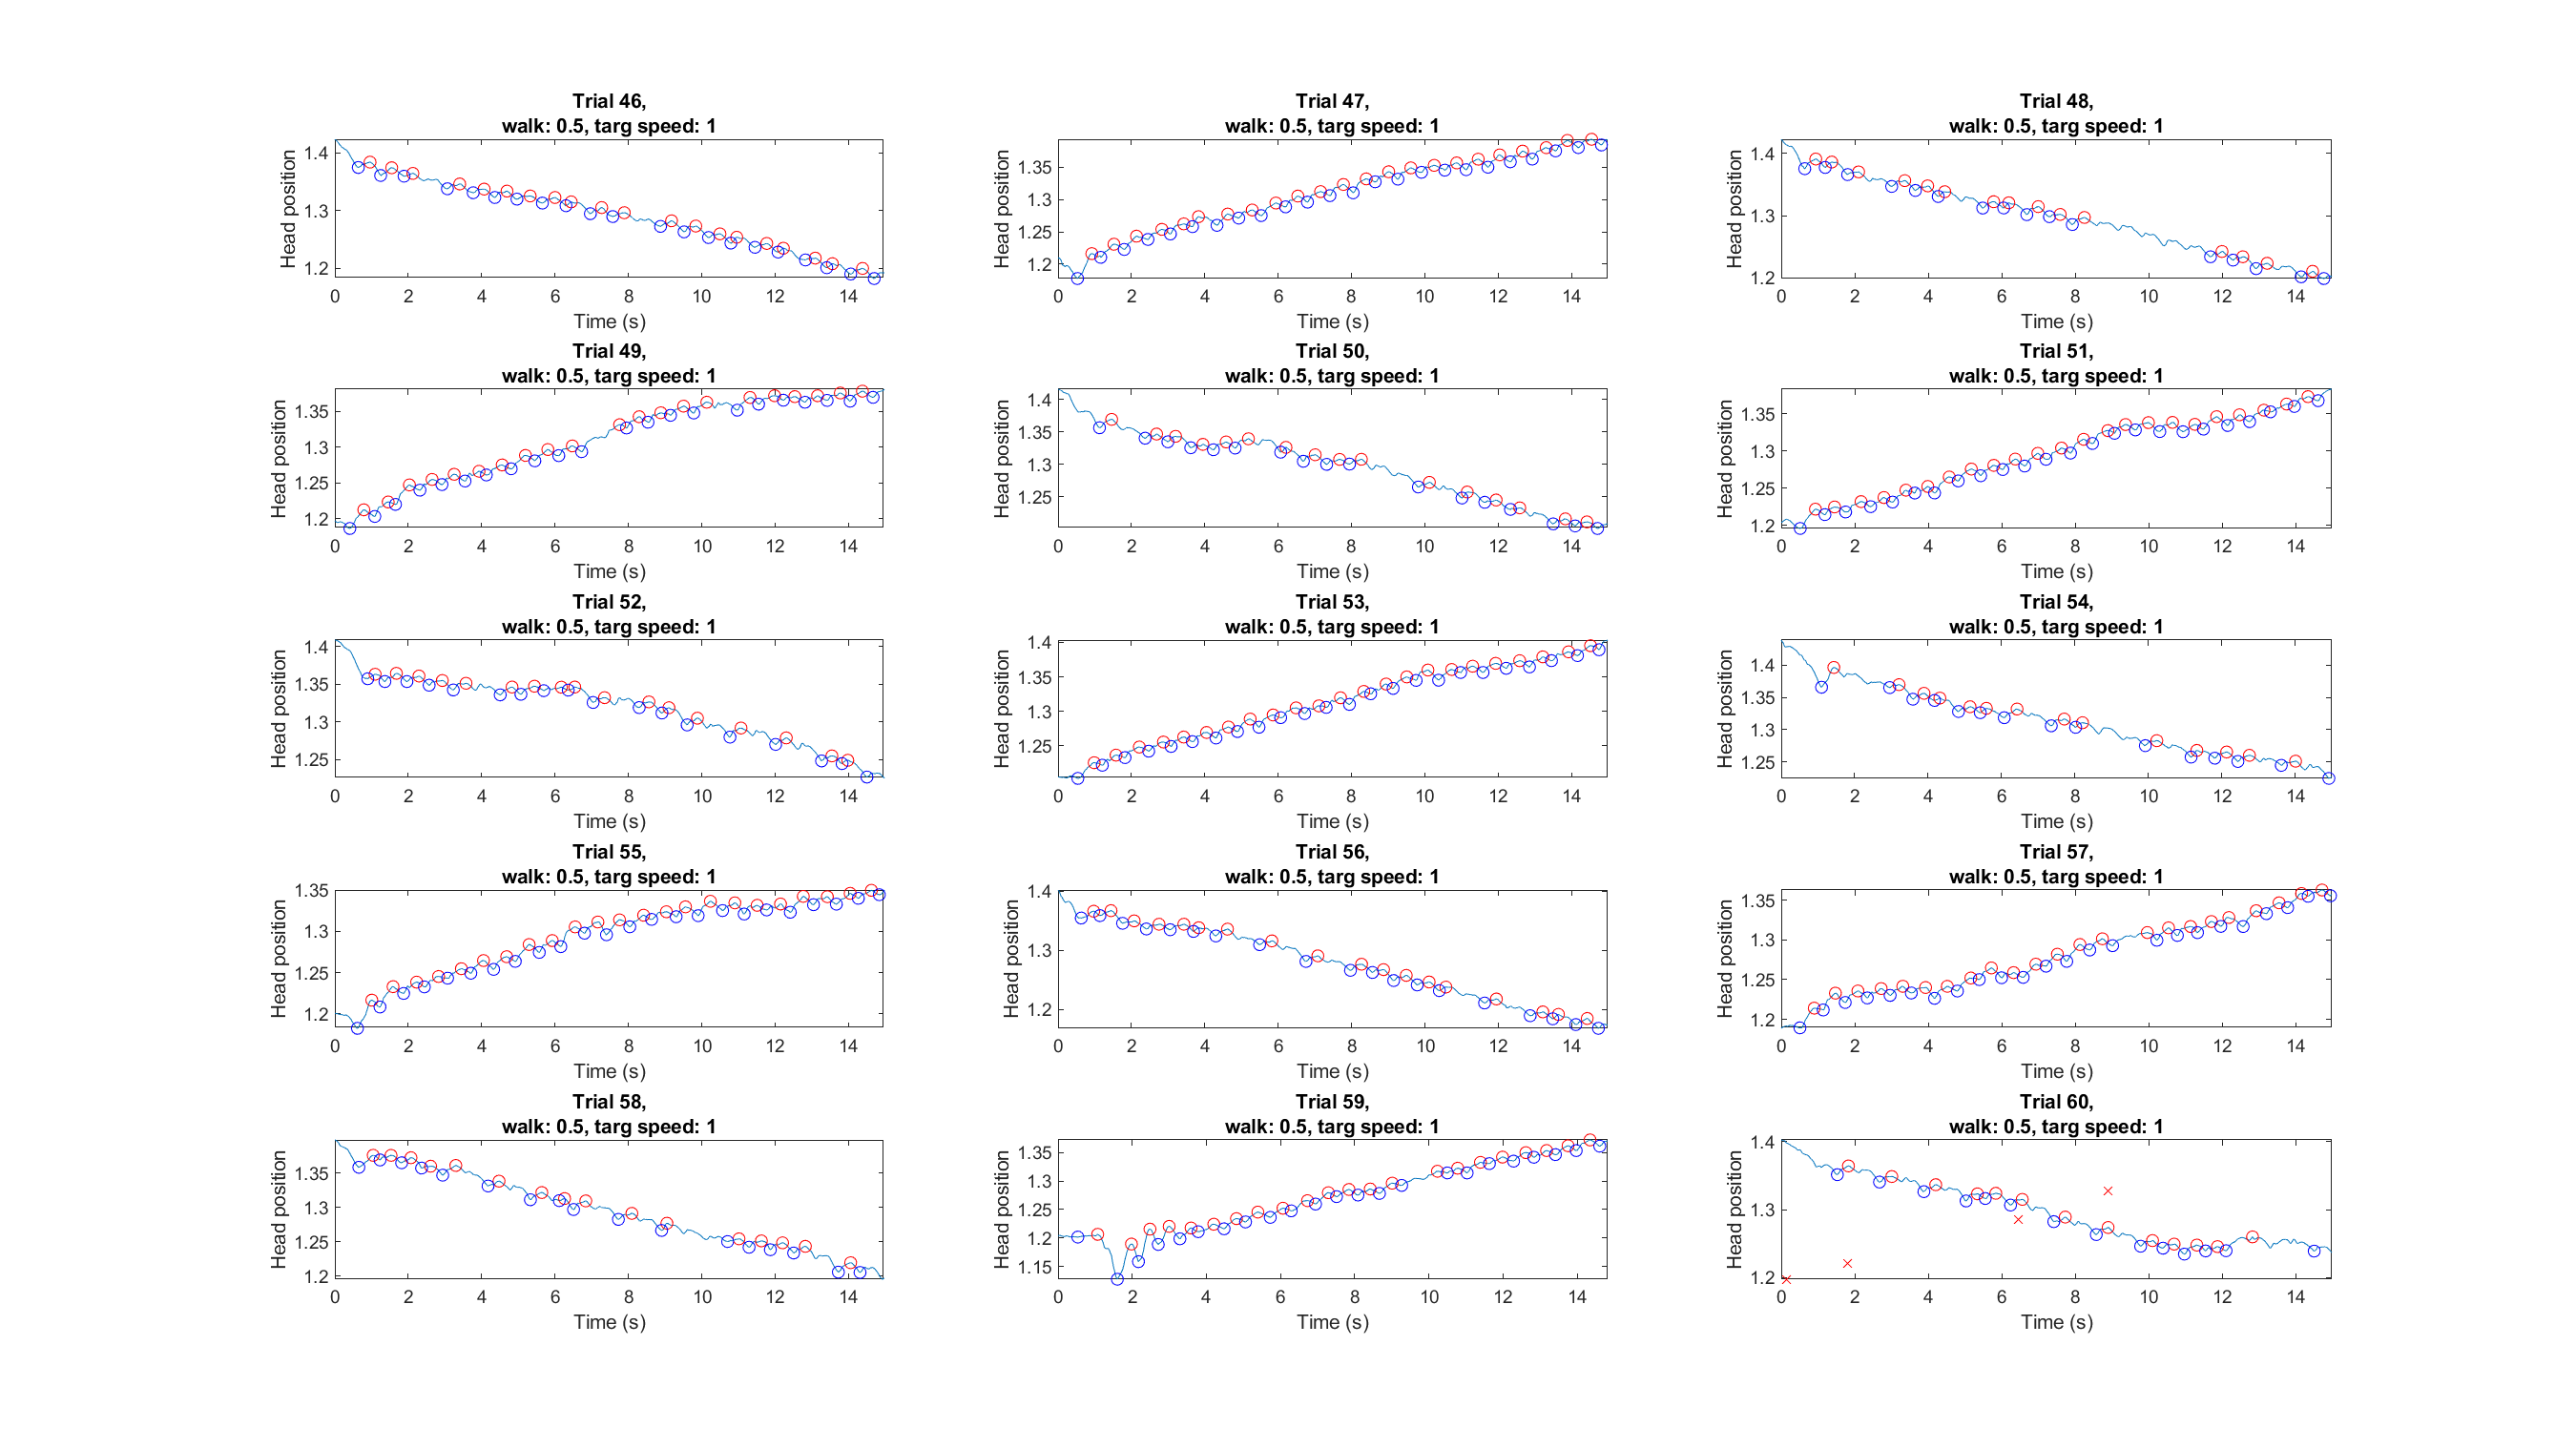 Trial 46,
walk: 0.5, targ speed: 1
Head position
1.4
1.3
1.2
0 2 4 6 8 10 12 14
Time (s)
Trial 47,
walk: 0.5, targ speed: 1
Head position
1.35
1.3
1.25
1.2
0 2 4 6 8 10 12 14
Time (s)
Trial 48,
walk: 0.5, targ speed: 1
Head position
1.4
1.3
1.2
0 2 4 6 8 10 12 14
Time (s)
Trial 49,
walk: 0.5, targ speed: 1
Head position
1.35
1.3
1.25
1.2
0 2 4 6 8 10 12 14
Time (s)
Trial 50,
walk: 0.5, targ speed: 1
Head position
1.4
1.35
1.3
1.25
0 2 4 6 8 10 12 14
Time (s)
Trial 51,
walk: 0.5, targ speed: 1
Head position
1.35
1.3
1.25
1.2
0 2 4 6 8 10 12 14
Time (s)
Trial 52,
walk: 0.5, targ speed: 1
Head position
1.4
1.35
1.3
1.25
0 2 4 6 8 10 12 14
Time (s)
Trial 53,
walk: 0.5, targ speed: 1
Head position
1.4
1.35
1.3
1.25
0 2 4 6 8 10 12 14
Time (s)
Trial 54,
walk: 0.5, targ speed: 1
Head position
1.4
1.35
1.3
1.25
0 2 4 6 8 10 12 14
Time (s)
Trial 55,
walk: 0.5, targ speed: 1
Head position
1.35
1.3
1.25
1.2
0 2 4 6 8 10 12 14
Time (s)
Trial 56,
walk: 0.5, targ speed: 1
Head position
1.4
1.3
1.2
0 2 4 6 8 10 12 14
Time (s)
Trial 57,
walk: 0.5, targ speed: 1
Head position
1.35
1.3
1.25
1.2
0 2 4 6 8 10 12 14
Time (s)
Trial 58,
walk: 0.5, targ speed: 1
Head position
1.35
1.3
1.25
1.2
0 2 4 6 8 10 12 14
Time (s)
Trial 59,
walk: 0.5, targ speed: 1
Head position
1.35
1.3
1.25
1.2
1.15
0 2 4 6 8 10 12 14
Time (s)
Trial 60,
walk: 0.5, targ speed: 1
Head position
1.4
1.3
1.2
0 2 4 6 8 10 12 14
Time (s)